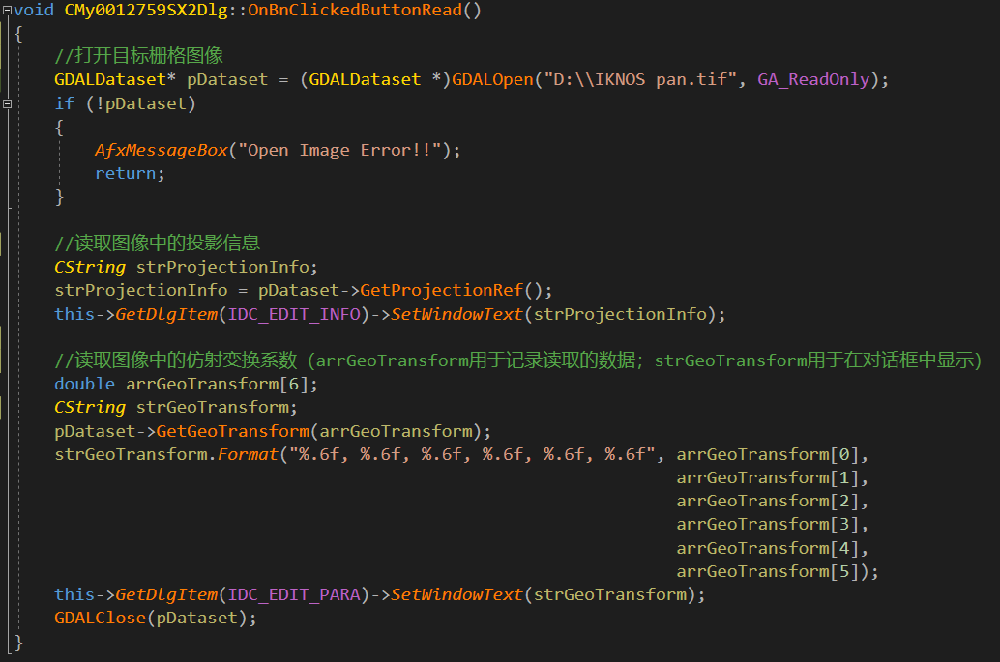 void CMy0012759SX2Dlg::OnBnClickedButtonRead()
{
    //打开目标栅格图像
    GDALDataset* pDataset = (GDALDataset *)GDALOpen("D:\\IKNOS pan.tif", GA_ReadOnly);
    if (!pDataset)
    {
        AfxMessageBox("Open Image Error!!");
        return;
    }

    //读取图像中的投影信息
    CString strProjectionInfo;
    strProjectionInfo = pDataset->GetProjectionRef();
    this->GetDlgItem(IDC_EDIT_INFO)->SetWindowText(strProjectionInfo);

    //读取图像中的仿射变换系数（arrGeoTransform用于记录读取的数据；strGeoTransform用于在对话框中显示）
    double arrGeoTransform[6];
    CString strGeoTransform;
    pDataset->GetGeoTransform(arrGeoTransform);
    strGeoTransform.Format("%.6f, %.6f, %.6f, %.6f, %.6f, %.6f", arrGeoTransform[0],
                                                                 arrGeoTransform[1],
                                                                 arrGeoTransform[2],
                                                                 arrGeoTransform[3],
                                                                 arrGeoTransform[4],
                                                                 arrGeoTransform[5]);
    this->GetDlgItem(IDC_EDIT_PARA)->SetWindowText(strGeoTransform);
    GDALClose(pDataset);
}